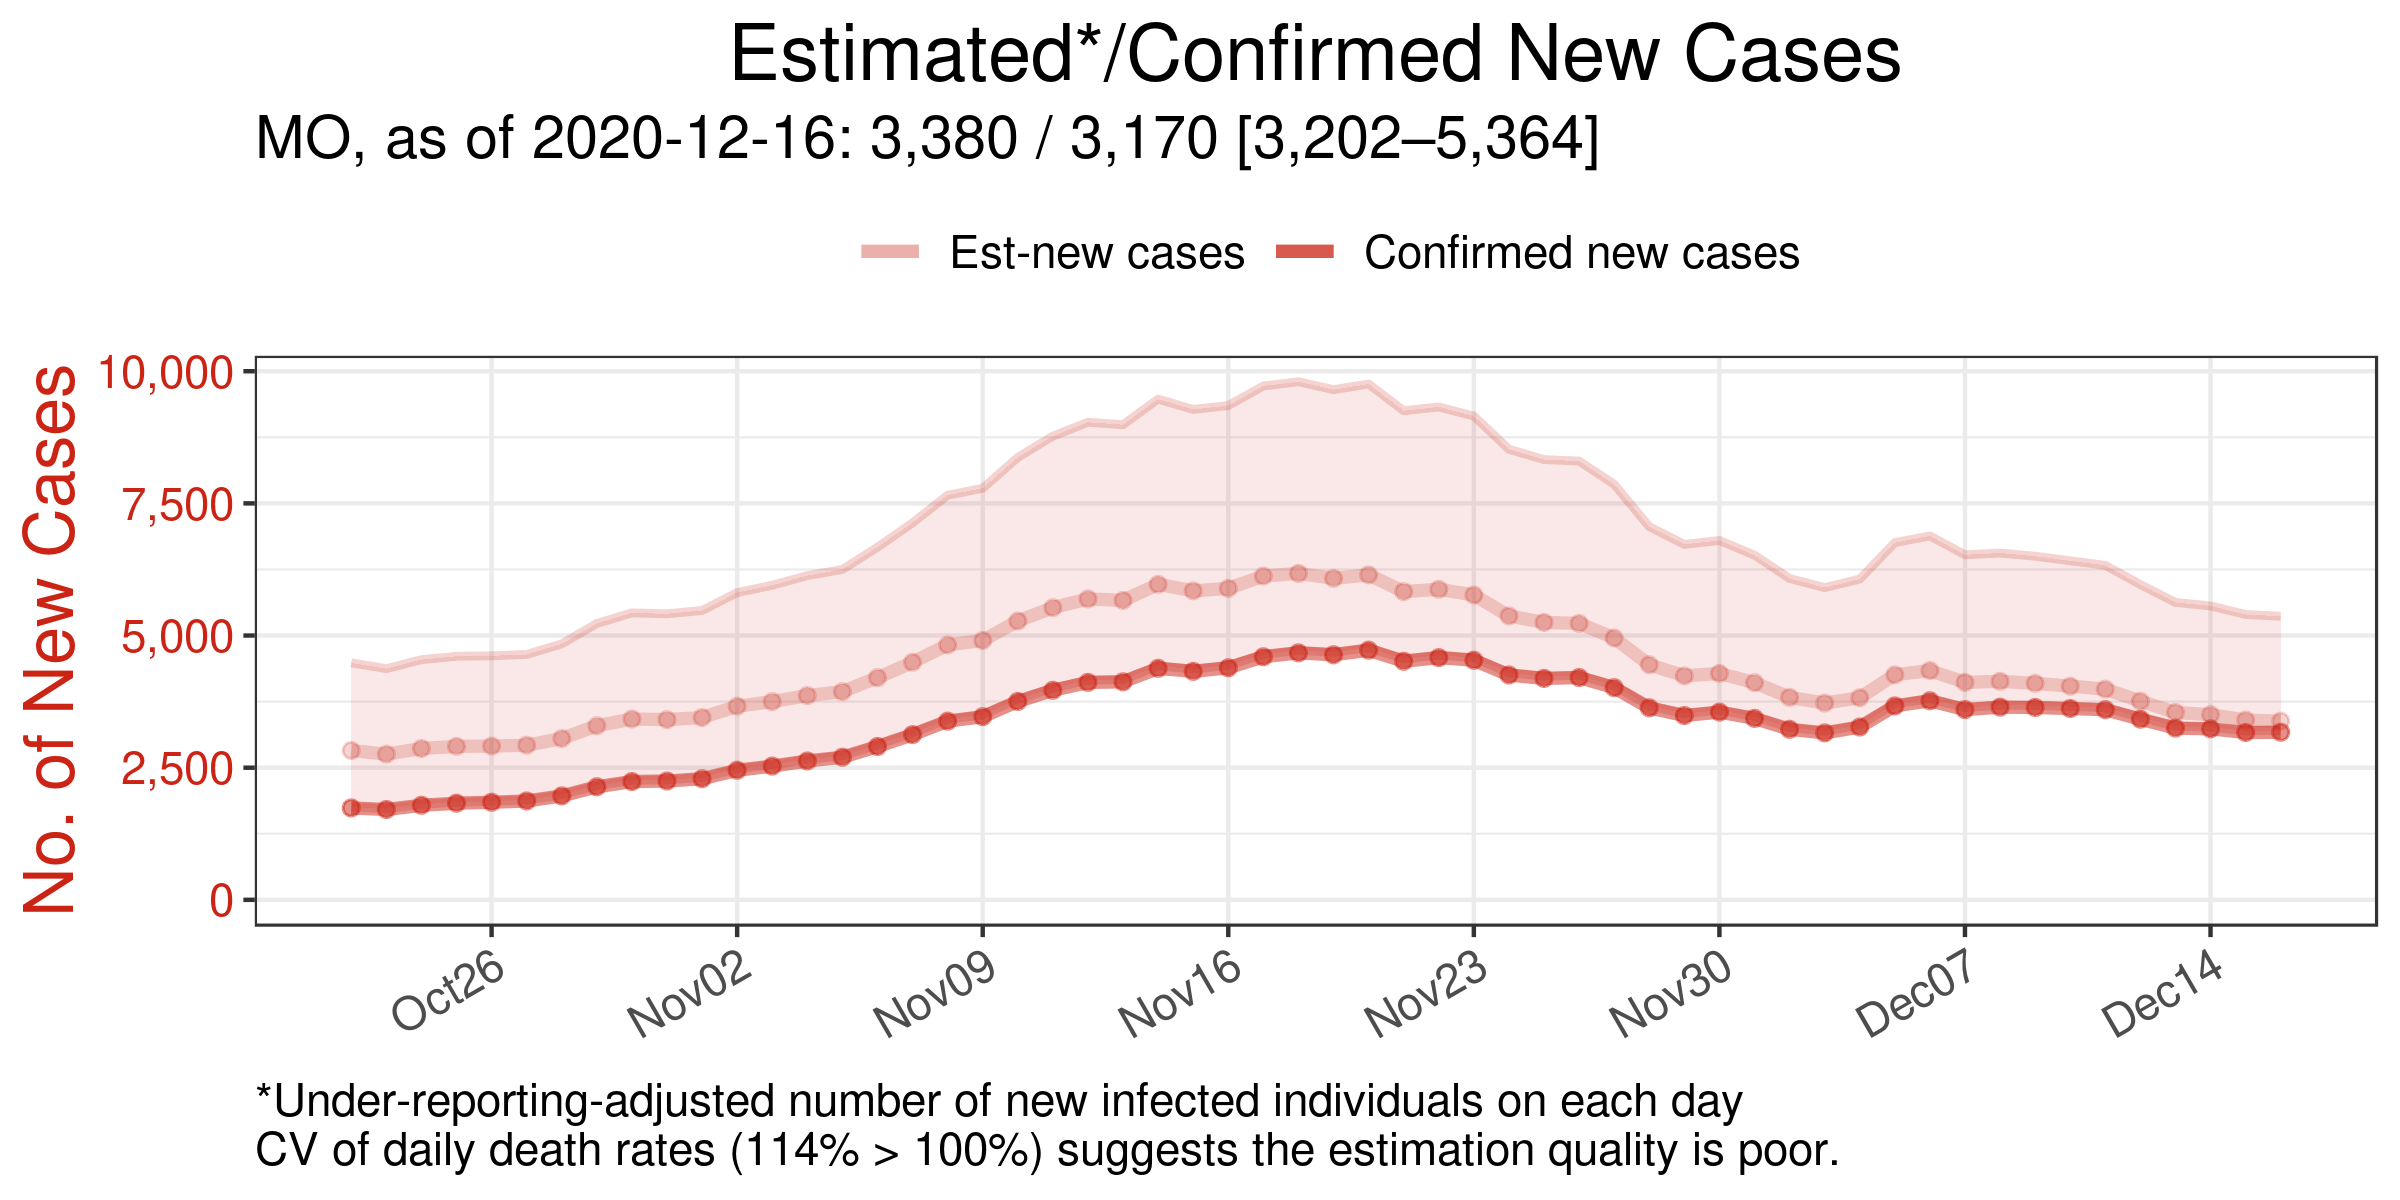 Estimated*/Confirmed New Cases
MO, as of 2020-12-16: 3,380 / 3,170 [3,202–5,364]
Est-new cases
Confirmed new cases
No. of New Cases
10,000
7,500
5,000
2,500
0
Oct26
Nov02
Nov09
Nov16
Nov23
Nov30
Dec07
Dec14
*Under-reporting-adjusted number of new infected individuals on each day
CV of daily death rates (114% > 100%) suggests the estimation quality is poor.